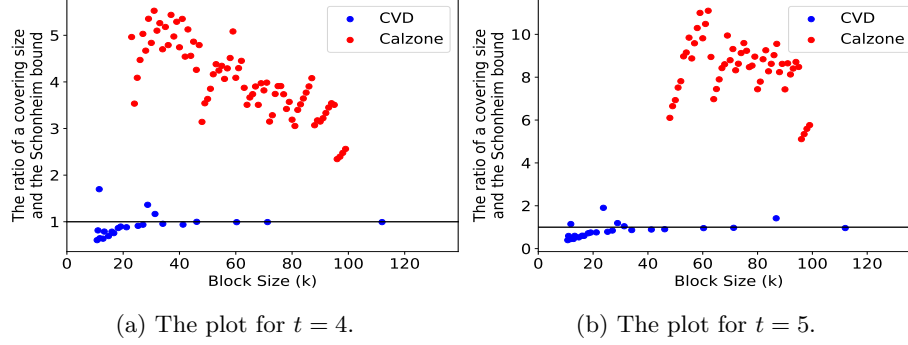 The ratio of a covering size
and the Schonheim bound
5
4
3
2
1
0
20
40
60
80
100
120
Block Size (k)
CVD
Calzone
(a) The plot for t = 4.
The ratio of a covering size
and the Schonheim bound
10
8
6
4
2
0
0
20
40
60
80
100
120
Block Size (k)
CVD
Calzone
(b) The plot for t = 5.